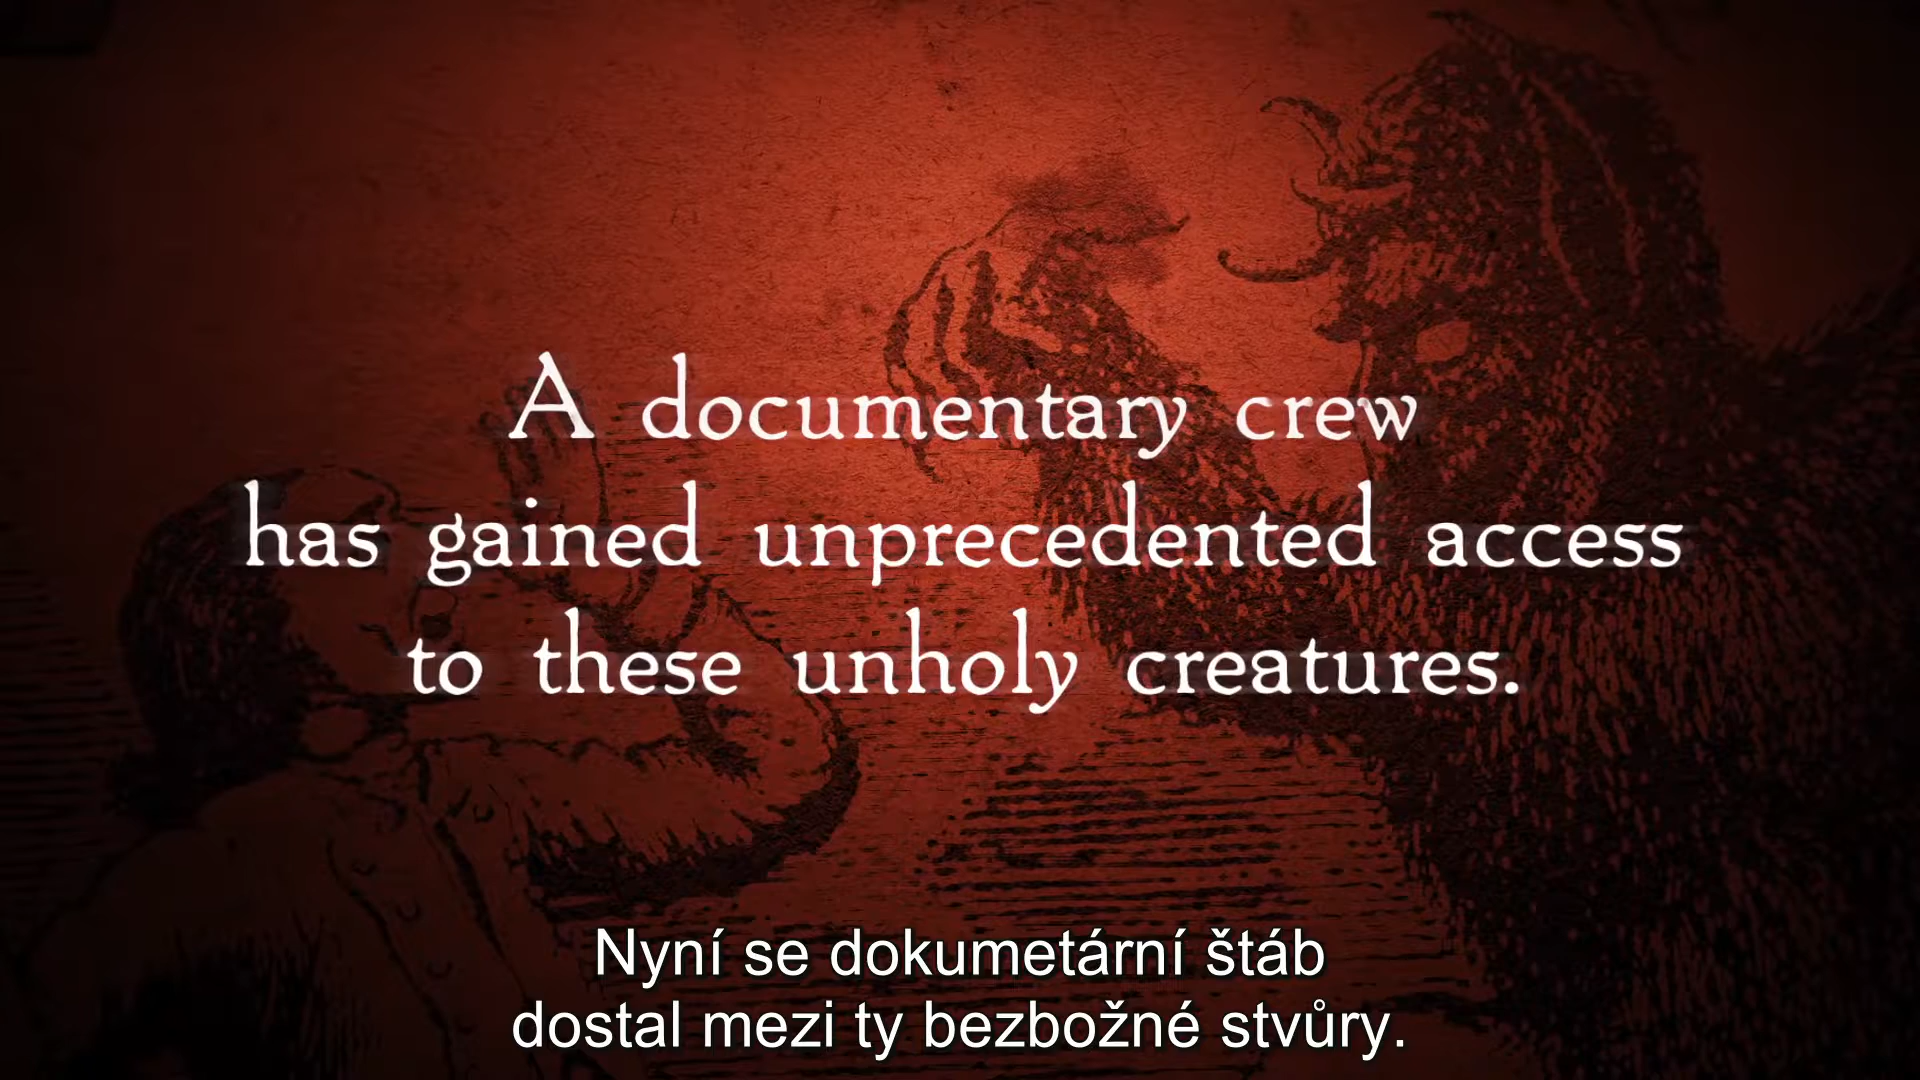 A documentary crew
has gained unprecedented access
to these unholy creatures.
Nyní se dokumetární štáb
dostal mezi ty bezbožné stvůry.